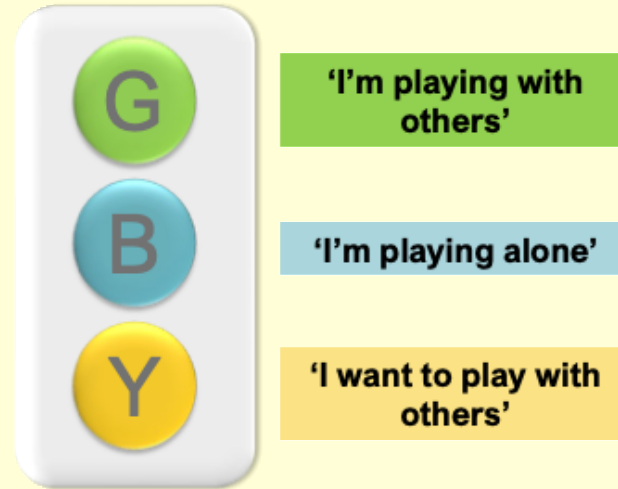 G
‘I’m playing with
others’
B
‘I’m playing alone’
Y
‘I want to play with
others’